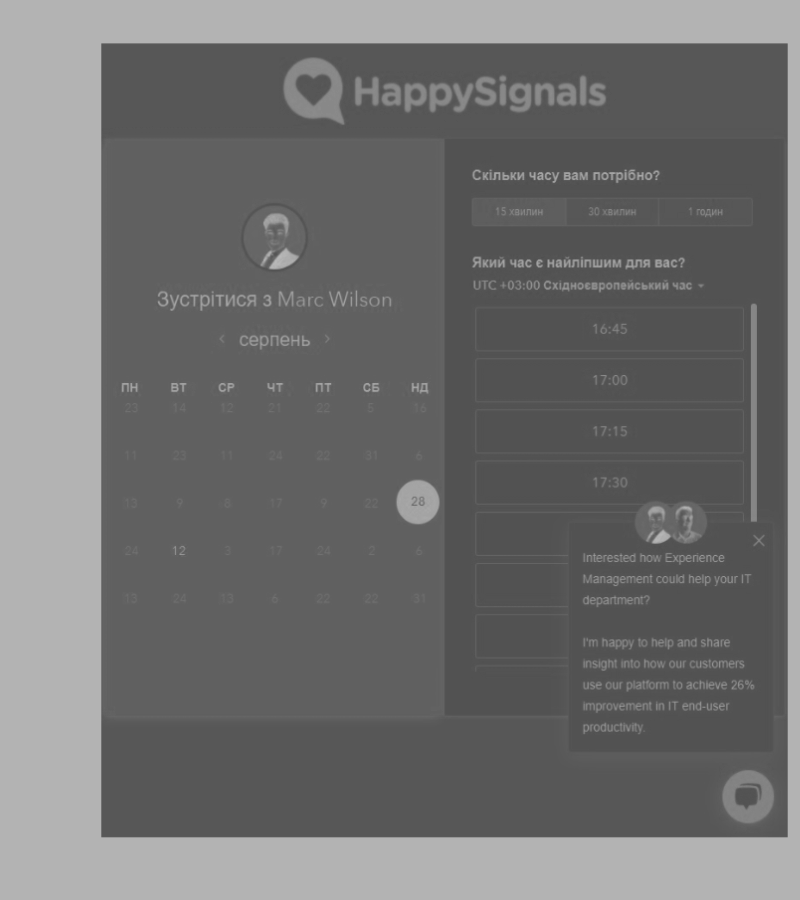 HappySignals
Зустрітися з Marc Wilson
серпень
ПН ВТ СР ЧТ ПТ СБ НД
23 14 12 21 22 5 16
11 23 11 24 22 31 6
13 9 8 17 9 22 28
24 12 3 17 24 2 6
13 24 13 6 22 22 31
Скільки часу вам потрібно?
15 хвилин 30 хвилин 1 годин
Який час є найліпшим для вас?
UTC +03:00 Східноєвропейський час
16:45
17:00
17:15
17:30
Interested how Experience
Management could help your IT
department?
I'm happy to help and share
insight into how our customers
use our platform to achieve 26%
improvement in IT end-user
productivity.